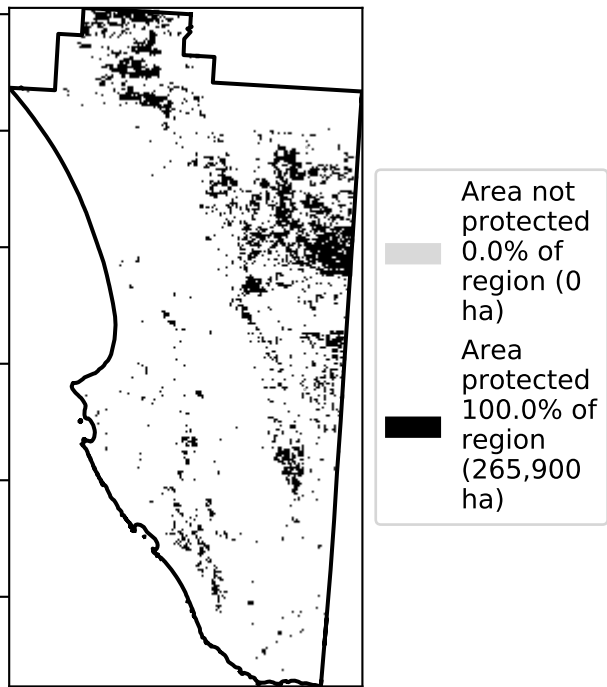 Area not
protected
0.0% of
region (0
ha)
Area
protected
100.0% of
region
(265,900
ha)